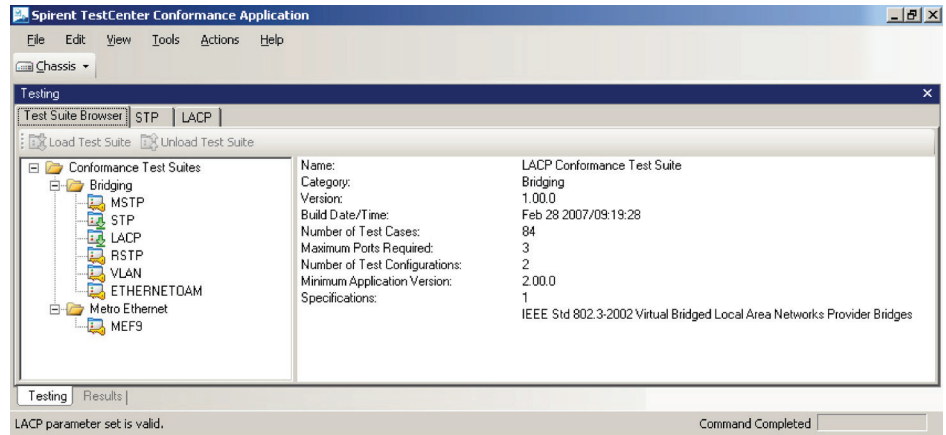 Spirent TestCenter Conformance Application
File Edit View Tools Actions Help
Chassis
Testing
Test Suite Browser STP LACP
Load Test Suite Unload Test Suite
Conformance Test Suites
Bridging
MSTP
STP
LACP
RSTP
VLAN
ETHERNETOAM
Metro Ethernet
MEF9
Name: LACP Conformance Test Suite
Category: Bridging
Version: 1.00.0
Build Date/Time: Feb 28 2007/09:19:28
Number of Test Cases: 84
Maximum Ports Required: 3
Number of Test Configurations: 2
Minimum Application Version: 2.00.0
Specifications: 1
IEEE Std 802.3-2002 Virtual Bridged Local Area Networks Provider Bridges
Testing Results
LACP parameter set is valid. Command Completed